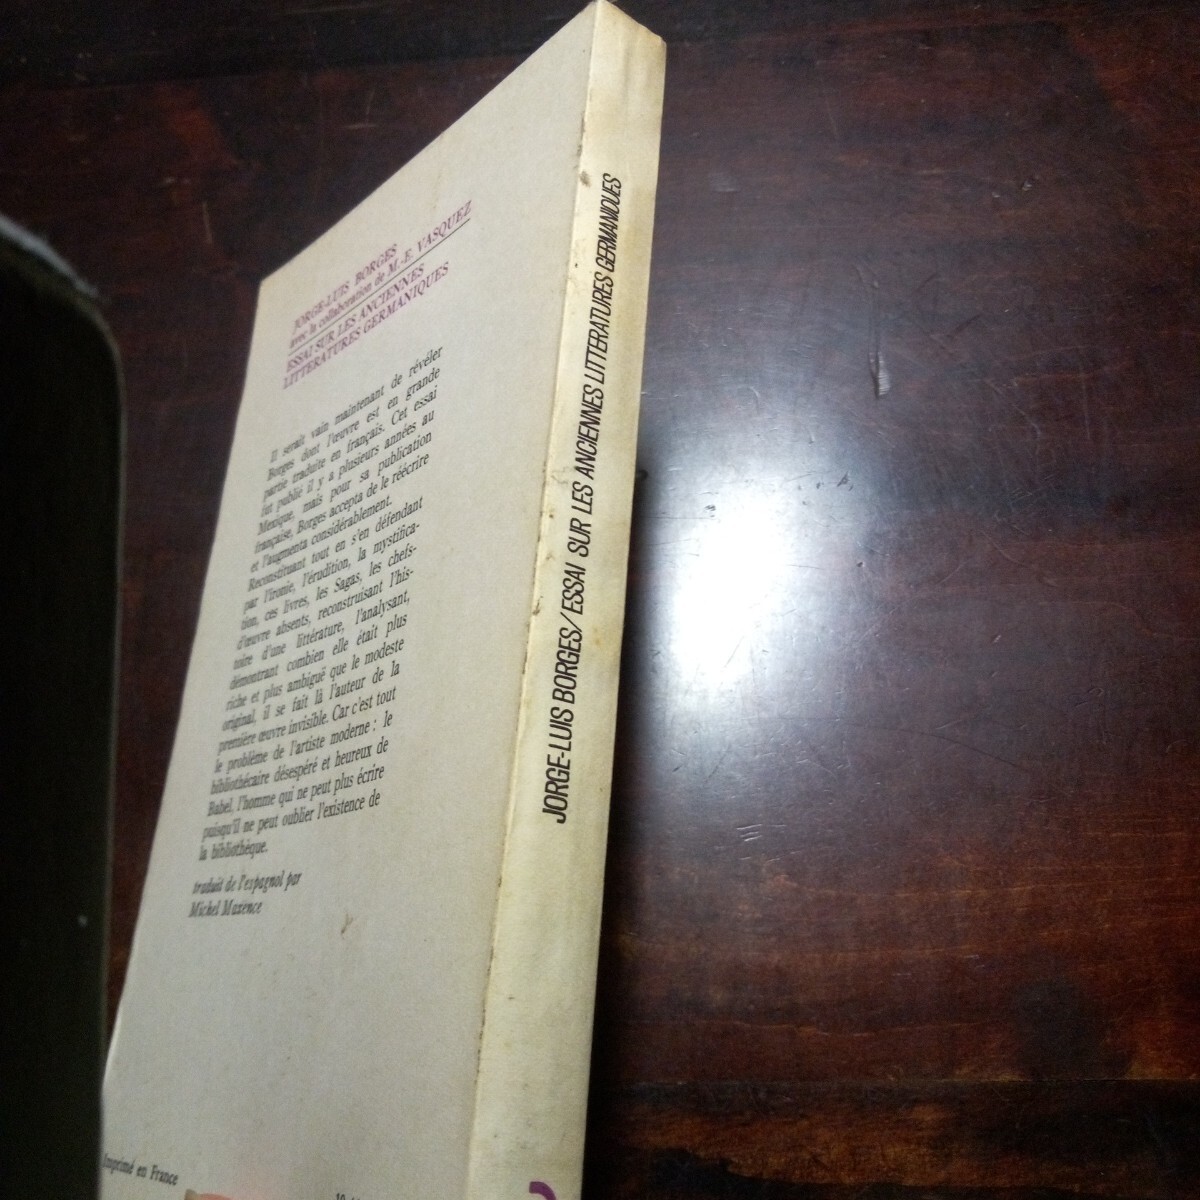 JORGE-LUIS BORGES
avec la collaboration de M.-E. VASQUEZ
ESSAI SUR LES ANCIENNES
LITTERATURES GERMANIQUES
Il serait vain maintenant de révéler
Borges dont l'œuvre est en grande
partie traduite en français. Cet essai
fut publié il y a plusieurs années au
Mexique, mais pour sa publication
française, Borges accepta de le réécrire
et l'augmenta considérablement.
Reconstituant tout en s'en défendant
par l'ironie, l'érudition, la mystifica-
tion, ces livres, les Sagas, les chefs-
d'œuvre absents, reconstruisant l'his-
toire d'une littérature, l'analysant,
démontrant combien elle était plus
riche et plus ambiguë que le modeste
original, il se fait là l'auteur de la
première œuvre invisible. Car c'est tout
le problème de l'artiste moderne : le
bibliothécaire désespéré et heureux de
Babel, l'homme qui ne peut plus écrire
puisqu'il ne peut oublier l'existence de
la bibliothèque.
traduit de l'espagnol par
Michel Maxence
Imprimé en France
JORGE-LUIS BORGES/ESSAI SUR LES ANCIENNES LITTERATURES GERMANIQUES